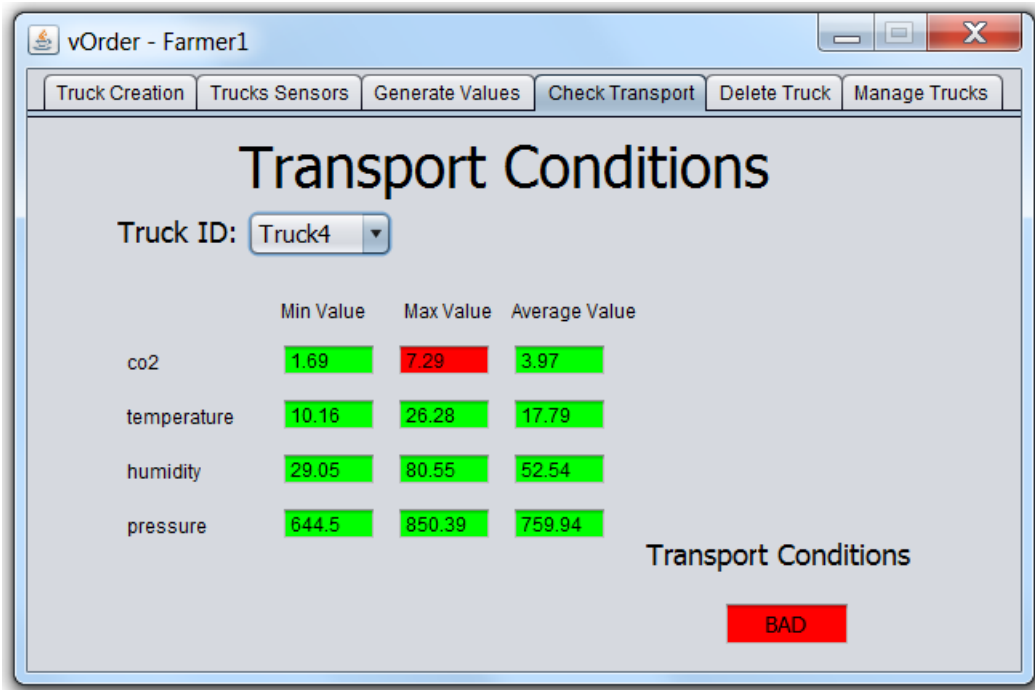 vOrder - Farmer1
Truck Creation Trucks Sensors Generate Values Check Transport Delete Truck Manage Trucks
Transport Conditions
Truck ID: Truck4
Min Value Max Value Average Value
co2 1.69 7.29 3.97
temperature 10.16 26.28 17.79
humidity 29.05 80.55 52.54
pressure 644.5 850.39 759.94
Transport Conditions
BAD